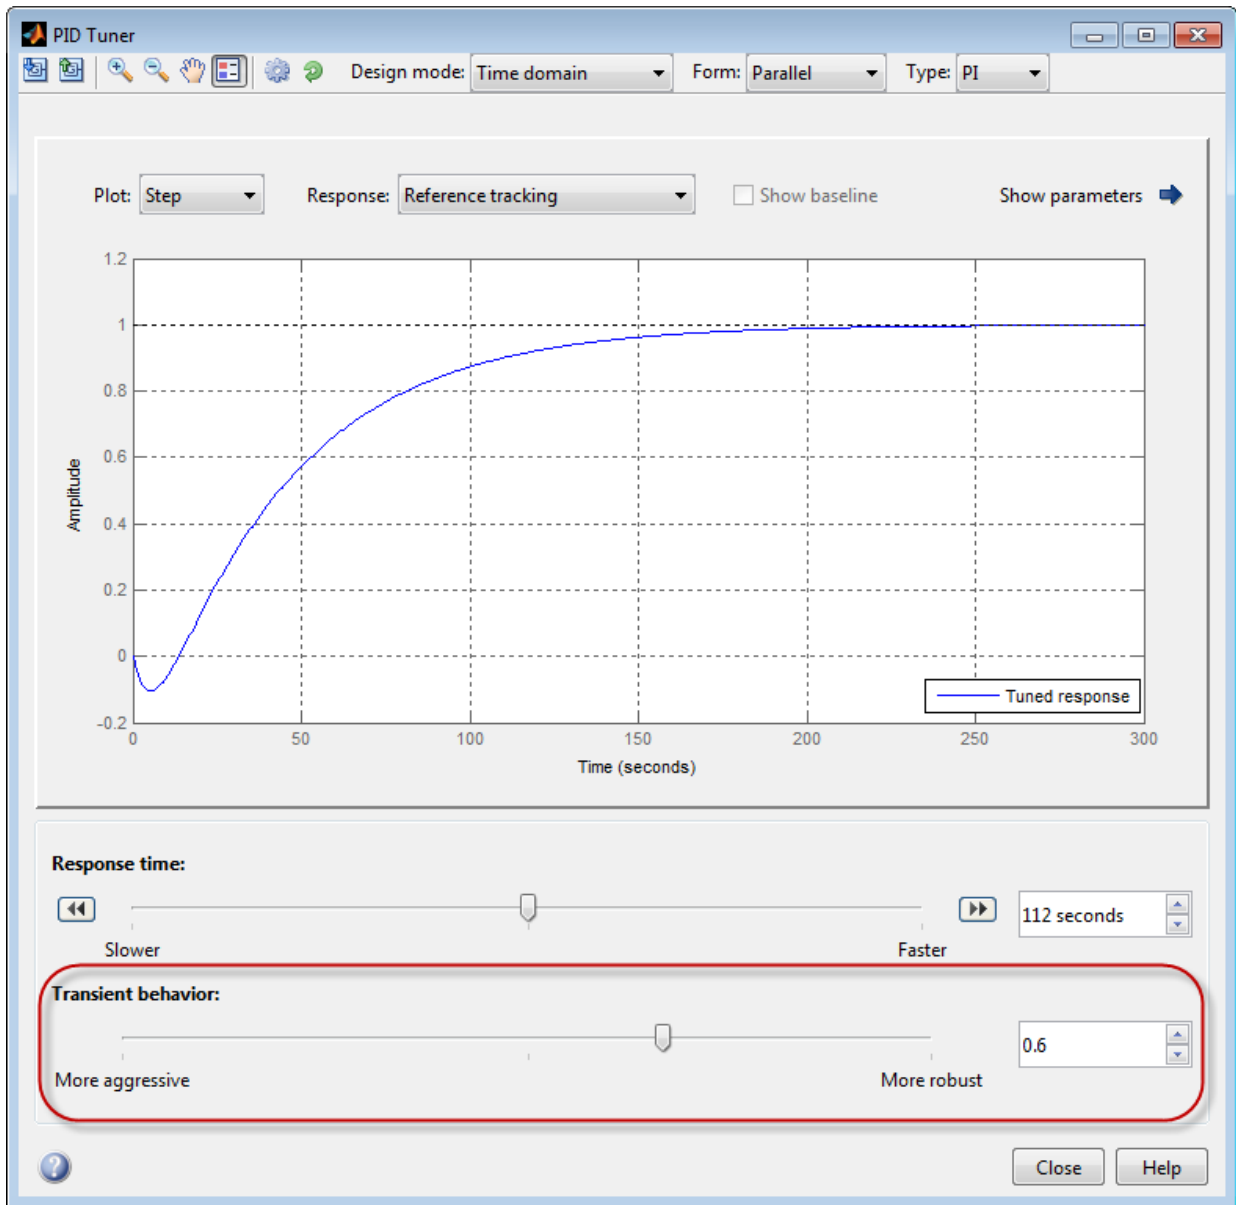 PID Tuner
Design mode: Time domain Form: Parallel Type: PI
Plot: Step Response: Reference tracking Show baseline Show parameters
1.2
1
0.8
0.6
0.4
0.2
0
-0.2
Amplitude
0 50 100 150 200 250 300
Time (seconds)
Tuned response
Response time:
112 seconds
Slower Faster
Transient behavior:
0.6
More aggressive More robust
Close Help